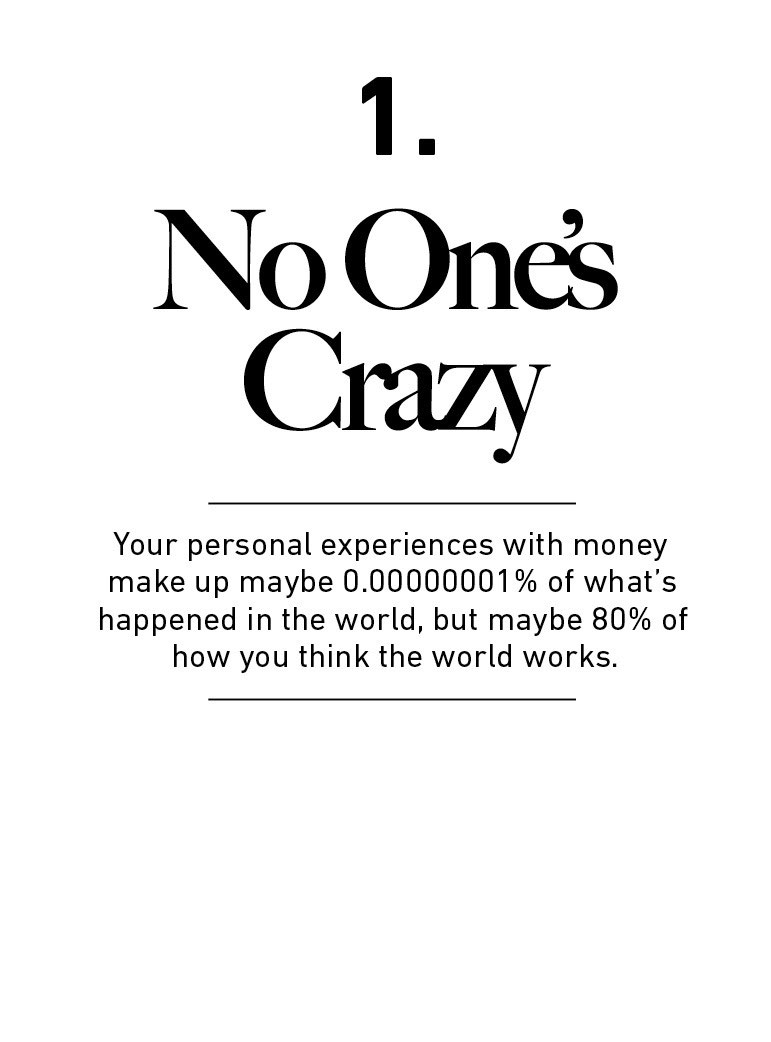 1.
No One’s
Crazy
Your personal experiences with money
make up maybe 0.00000001% of what’s
happened in the world, but maybe 80% of
how you think the world works.